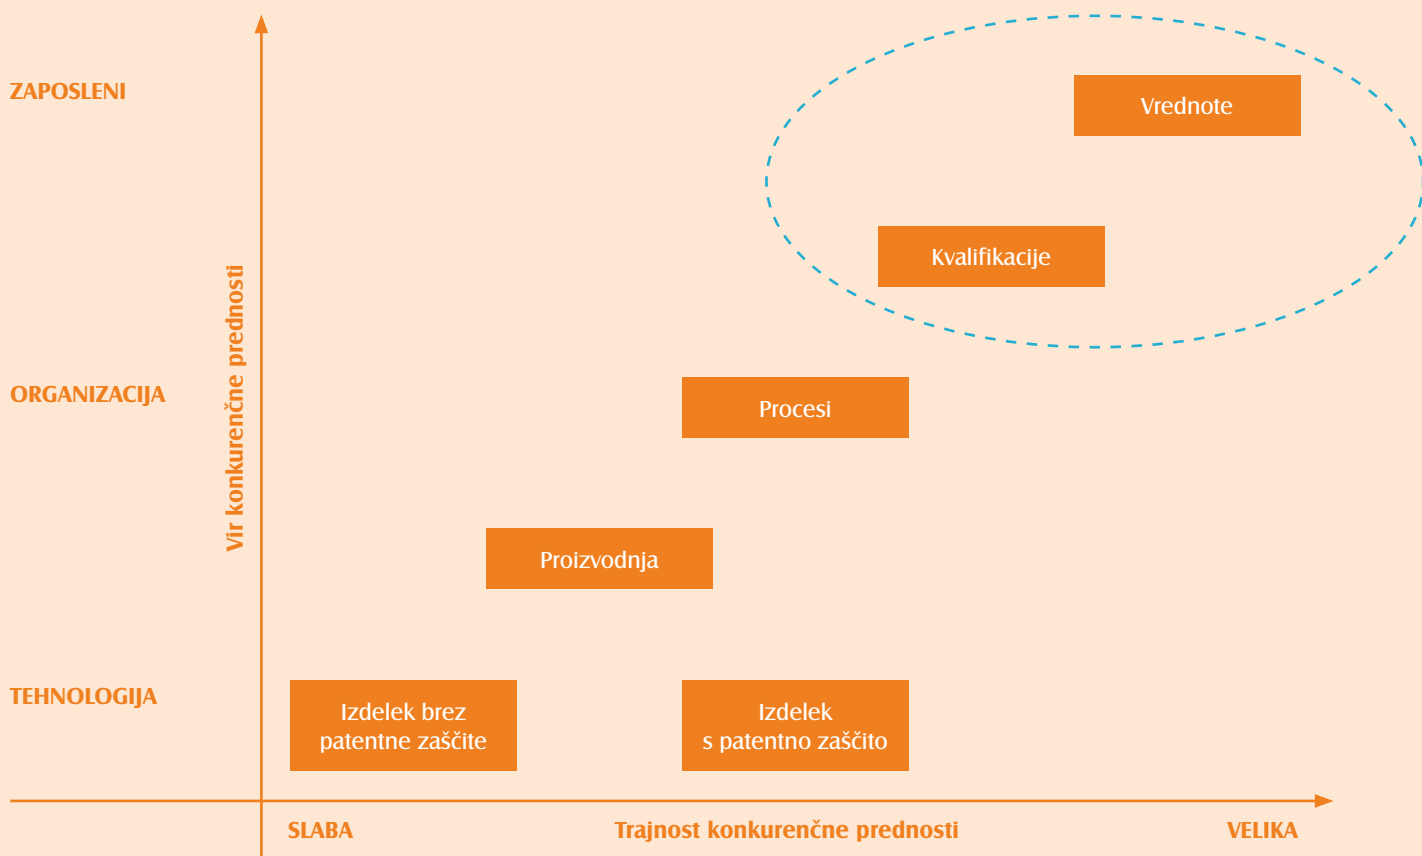 ZAPOSLENI
Vrednote
Kvalifikacije
Vir konkurenčne prednosti
ORGANIZACIJA
Procesi
Proizvodnja
TEHNOLOGIJA
Izdelek brez
patentne zaščite
Izdelek
s patentno zaščito
SLABA
Trajnost konkurenčne prednosti
VELIKA